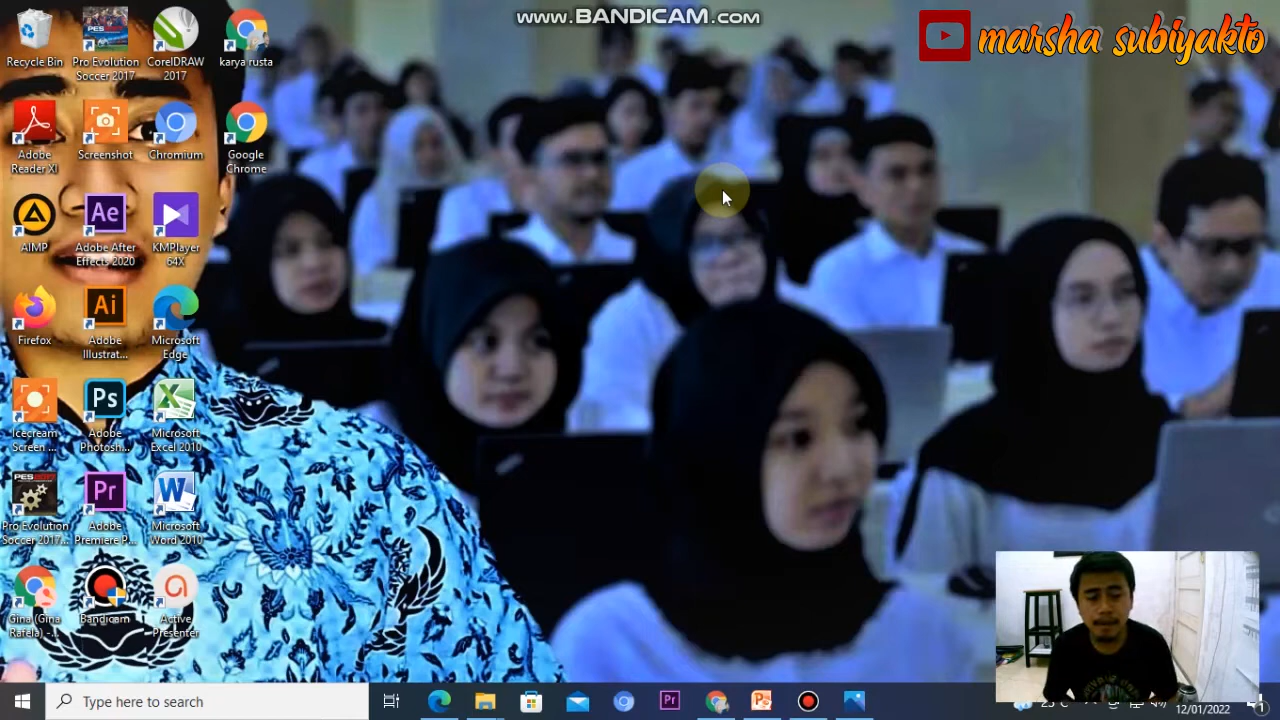 www.BANDICAM.com
marsha subiyakto
Recycle Bin
Pro Evolution Soccer 2017
CorelDRAW 2017
karya rusta
Adobe Reader XI
Screenshot
Chromium
Google Chrome
AIMP
Adobe After Effects 2020
KMPlayer 64X
Firefox
Adobe Illustrat...
Microsoft Edge
Icecream Screen ...
Adobe Photosh...
Microsoft Excel 2010
Pro Evolution Soccer 2017...
Adobe Premiere P...
Microsoft Word 2010
Gina (Gina Rafela) -...
Bandicam
Active Presenter
Type here to search
12/01/2022